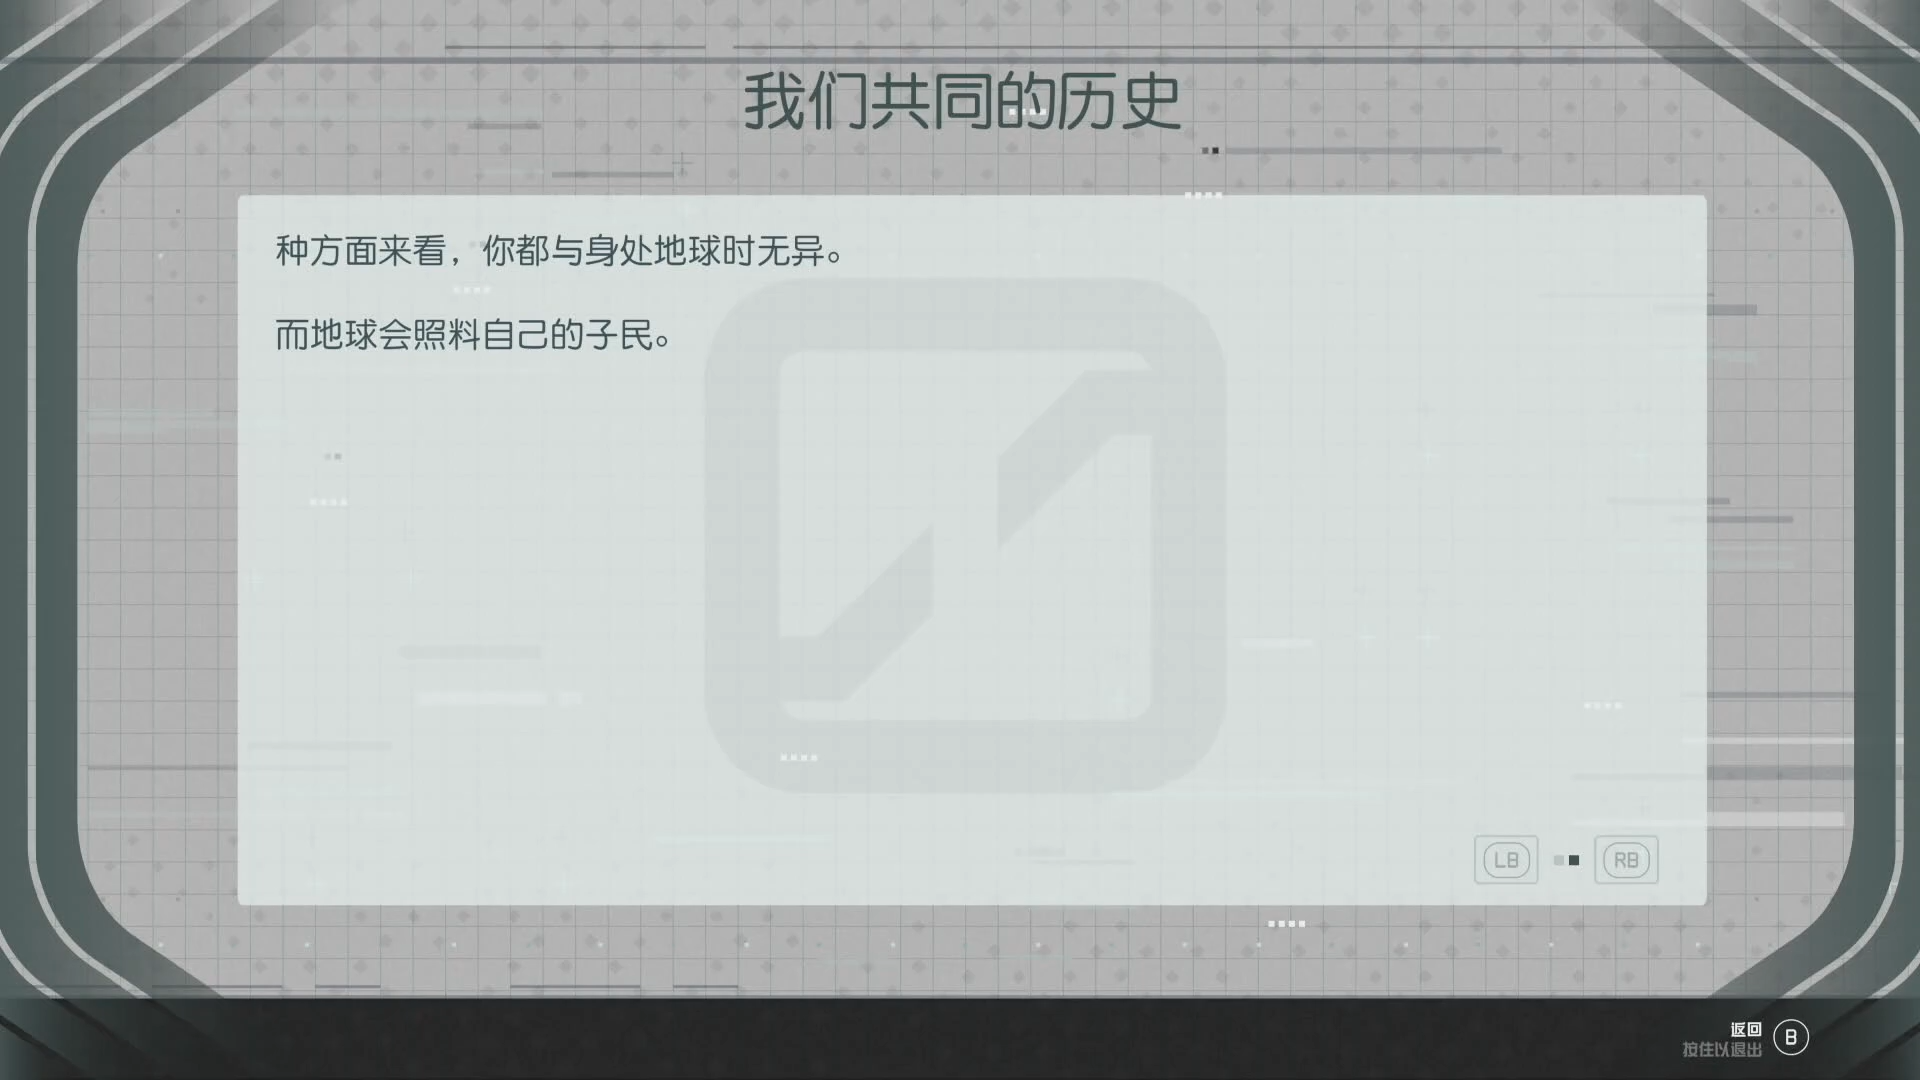 我们共同的历史
种方面来看，你都与身处地球时无异。
而地球会照料自己的子民。
LB RB
返回
按住以退出
B